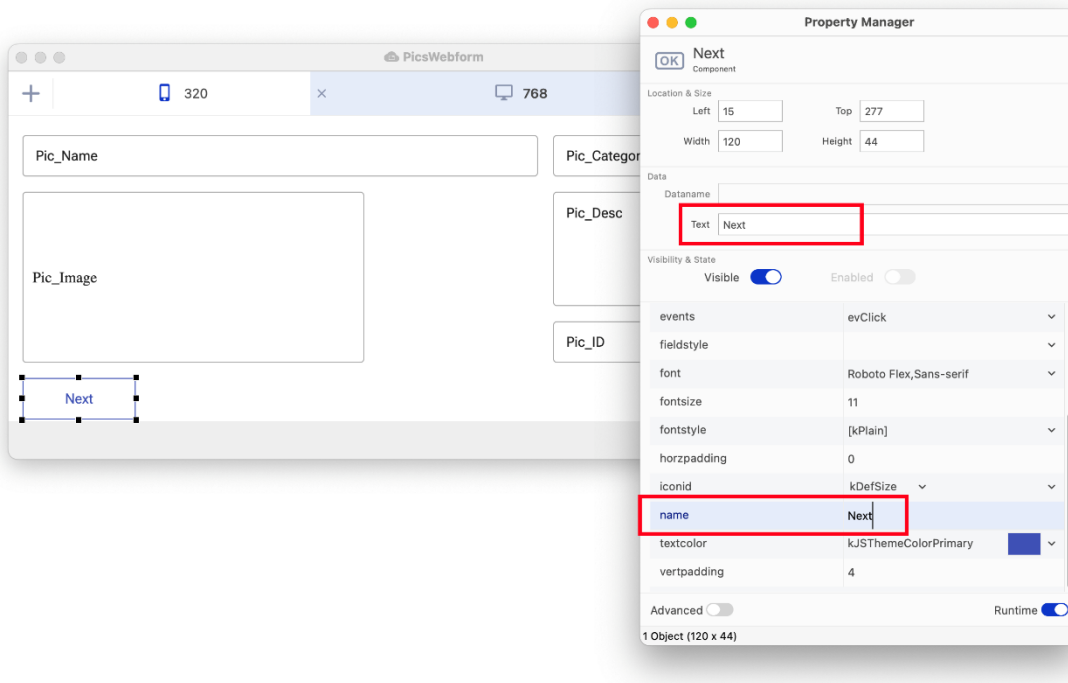 PicsWebform
320
768
Pic_Name
Pic_Categor
Pic_Image
Pic_Desc
Pic_ID
Next
Property Manager
OK
Next
Component
Location & Size
Left 15 Top 277
Width 120 Height 44
Data
Dataname
Text Next
Visibility & State
Visible Enabled
events evClick
fieldstyle
font Roboto Flex,Sans-serif
fontsize 11
fontstyle [kPlain]
horzpadding 0
iconid kDefSize
name Next
textcolor kJSThemeColorPrimary
vertpadding 4
Advanced Runtime
1 Object (120 x 44)